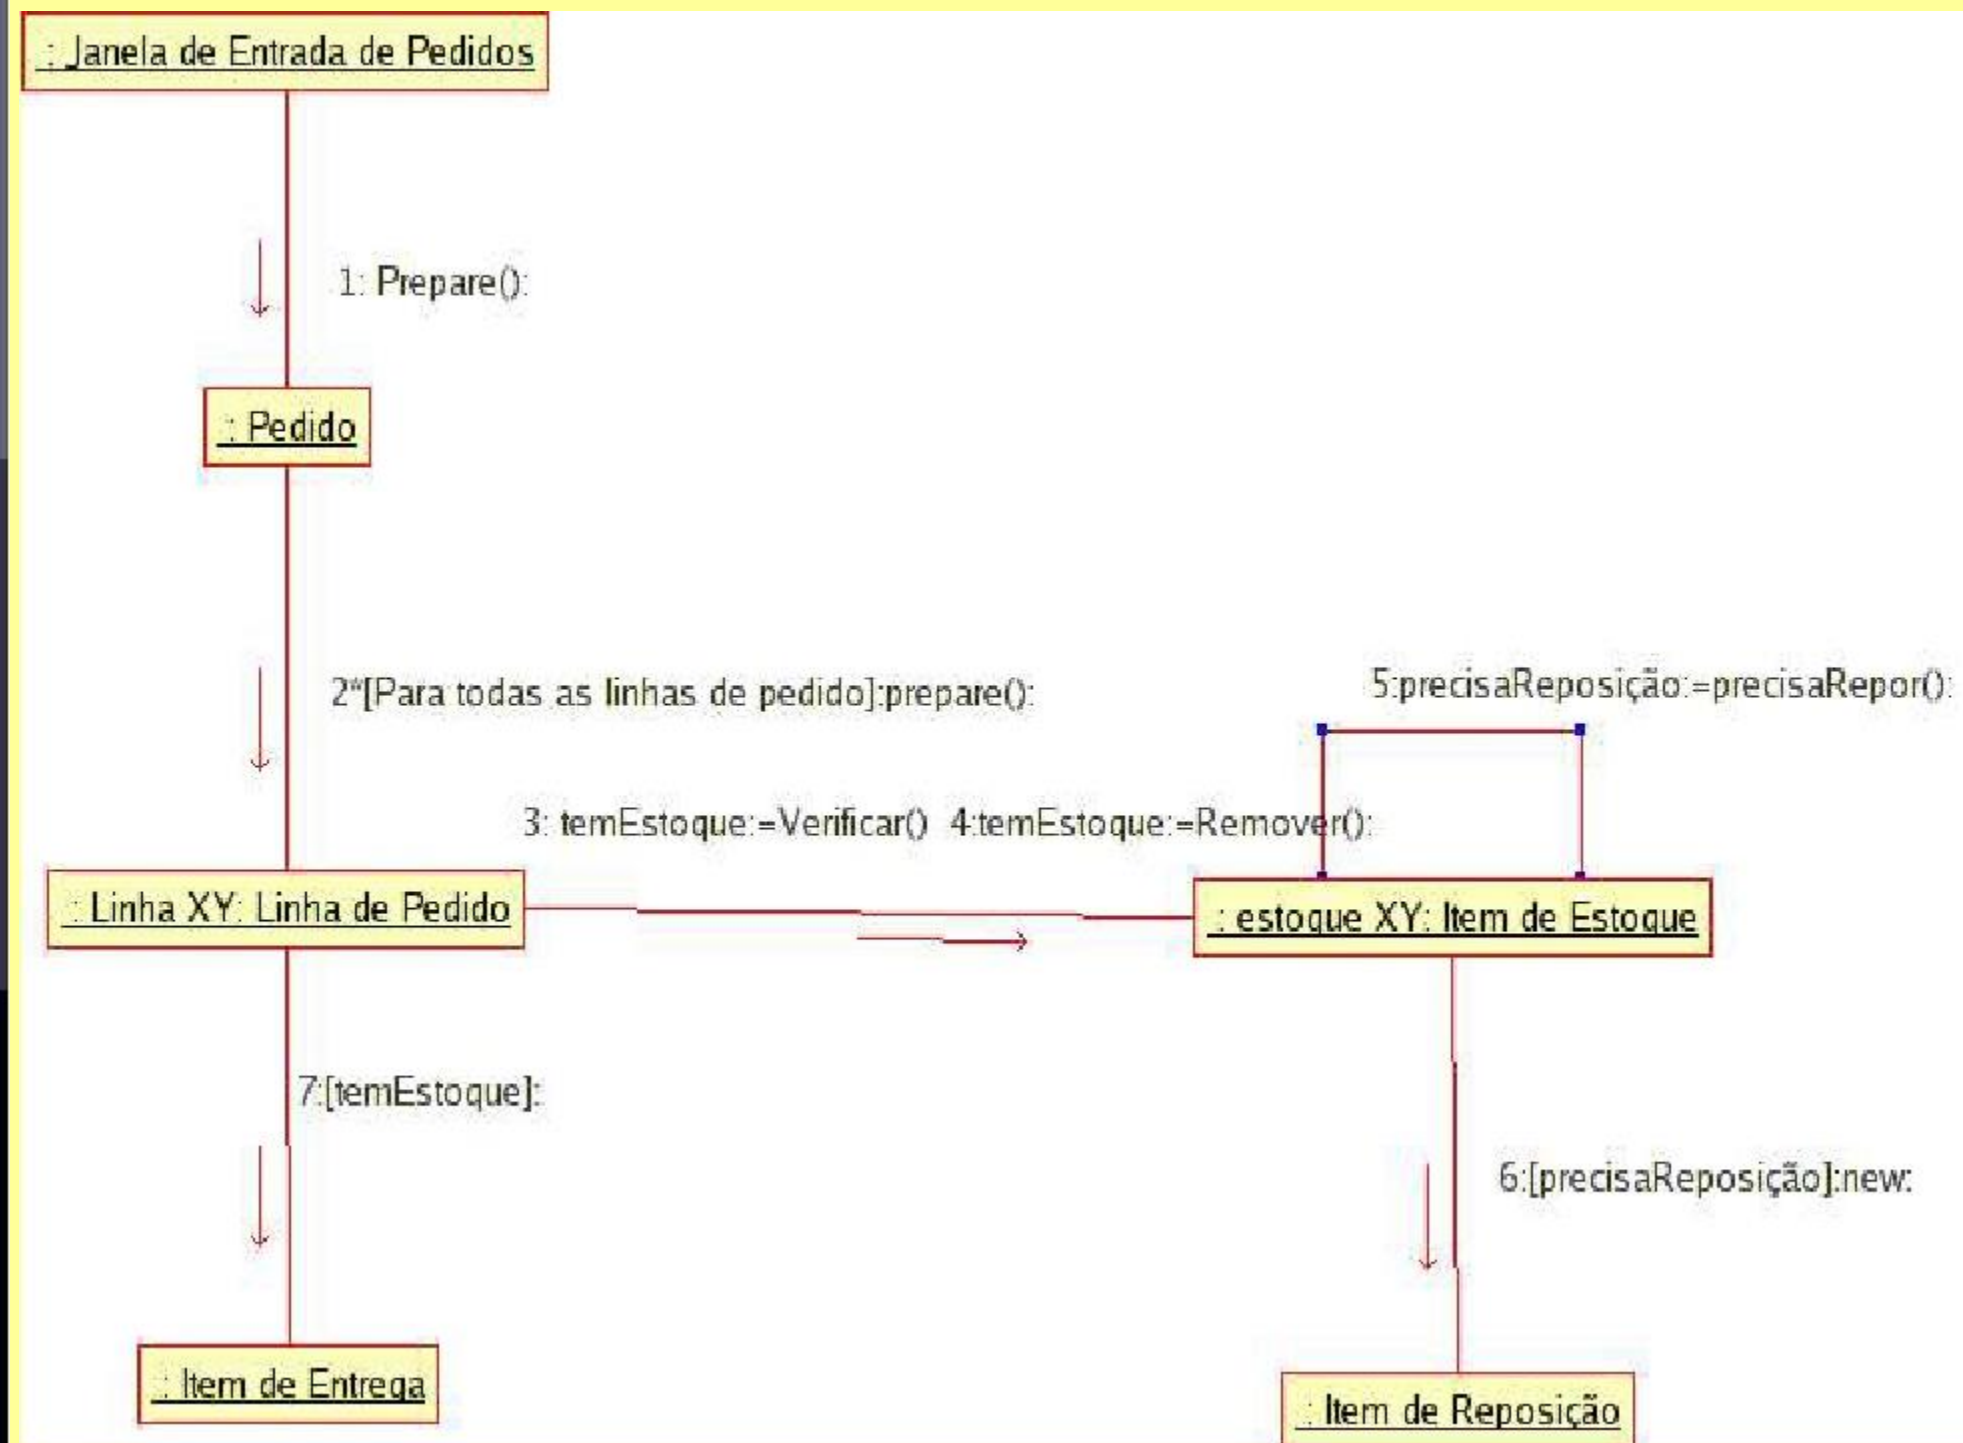 : Janela de Entrada de Pedidos
1: Prepare():
: Pedido
2*[Para todas as linhas de pedido]:prepare():
5:precisaReposição:=precisaRepor():
3: temEstoque:=Verificar() 4:temEstoque:=Remover():
: Linha XY: Linha de Pedido
: estoque XY: Item de Estoque
7:[temEstoque]:
6:[precisaReposição]:new:
: Item de Entrega
: Item de Reposição